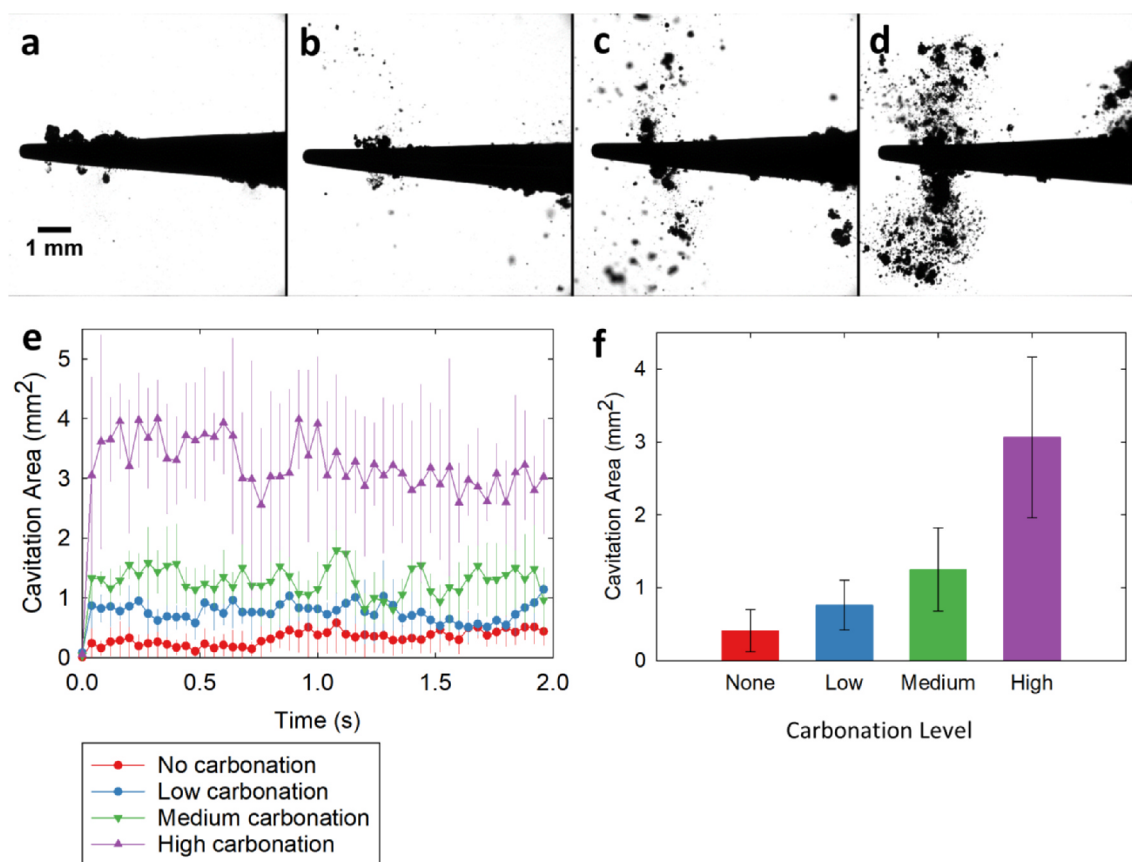 a b c d
1 mm
e f
5
4
3
2
1
0
Cavitation Area (mm²)
0.0 0.5 1.0 1.5 2.0
Time (s)
No carbonation
Low carbonation
Medium carbonation
High carbonation
4
3
2
1
0
Cavitation Area (mm²)
None Low Medium High
Carbonation Level